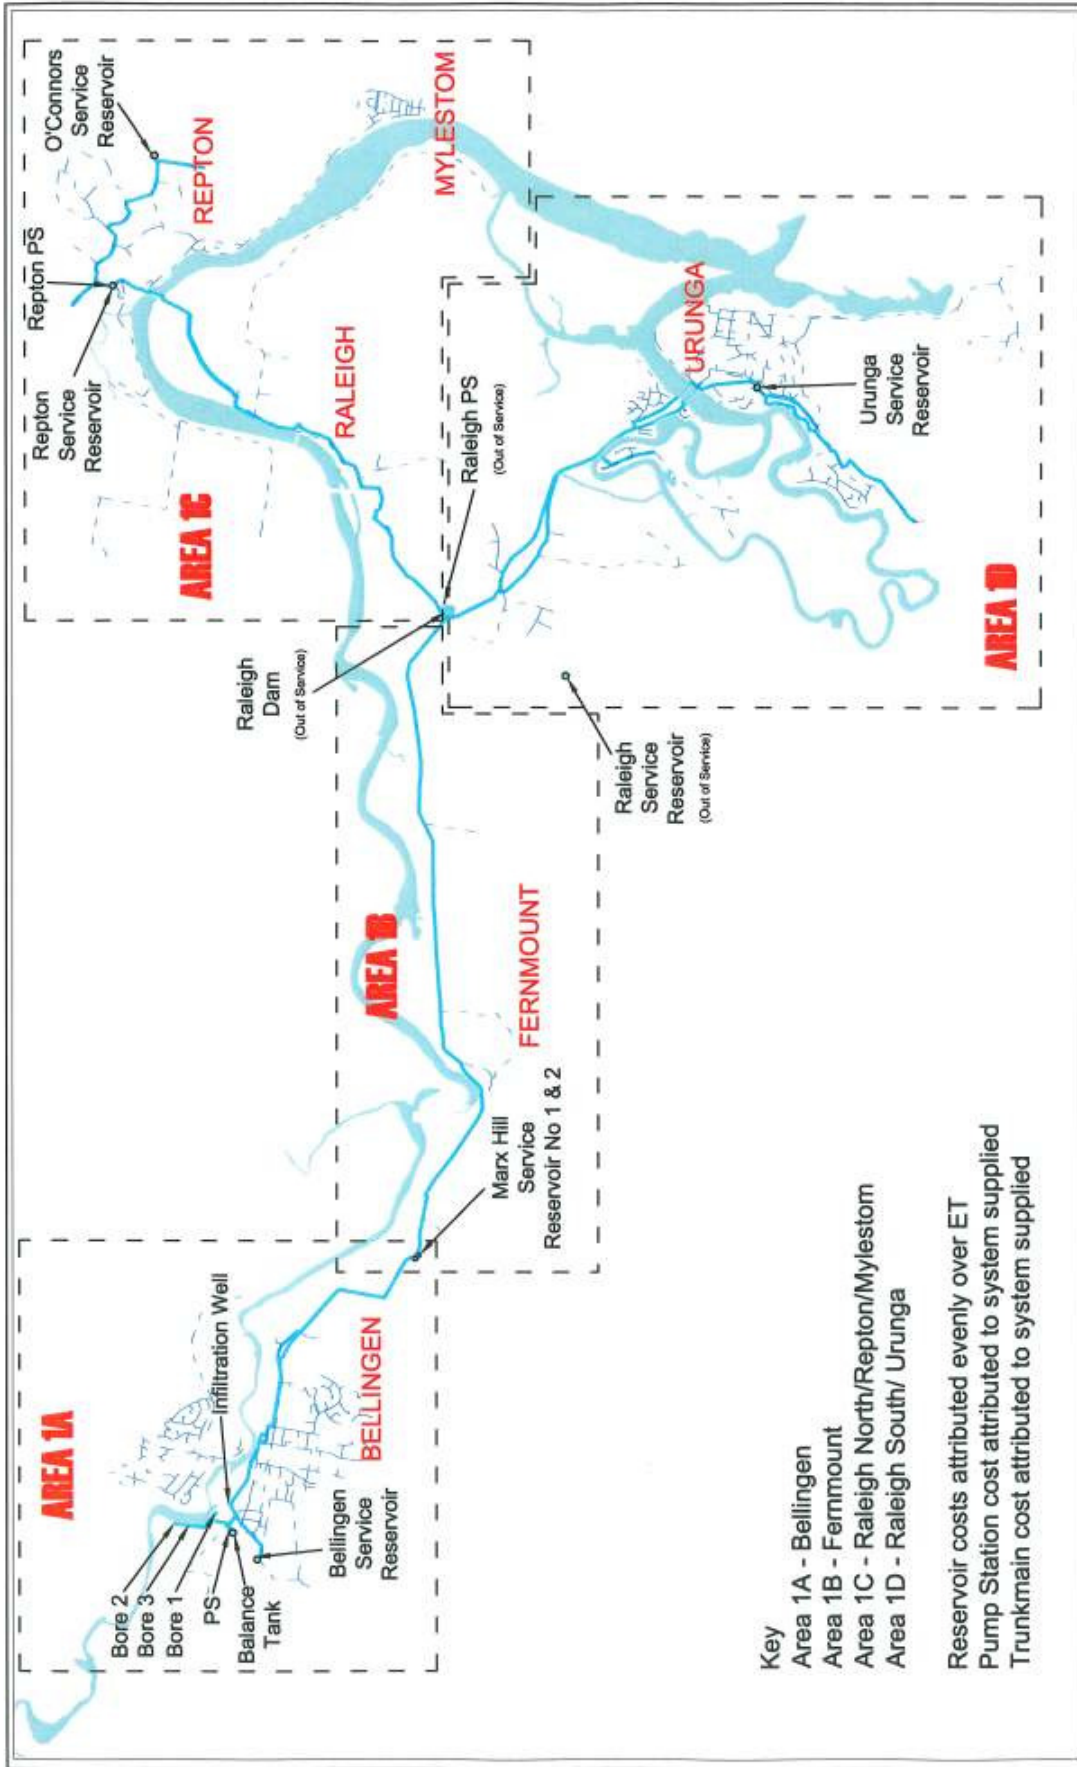 AREA 1A
Bore 2
Bore 3
Bore 1
PS
Balance
Tank
Infiltration Well
Bellingen
Service
Reservoir
BELLINGEN
AREA 1B
Marx Hill
Service
Reservoir No 1 & 2
FERNMOUNT
Raleigh
Dam
(Out of Service)
Raleigh
Service
Reservoir
(Out of Service)
AREA 1C
Repton
Service
Reservoir
Repton PS
O'Connors
Service
Reservoir
REPTON
RALEIGH
MYLESTOM
Raleigh PS
(Out of Service)
URUNGA
Urunga
Service
Reservoir
AREA 1D
Key
Area 1A - Bellingen
Area 1B - Fernmount
Area 1C - Raleigh North/Repton/Mylestom
Area 1D - Raleigh South/ Urunga
Reservoir costs attributed evenly over ET
Pump Station cost attributed to system supplied
Trunkmain cost attributed to system supplied